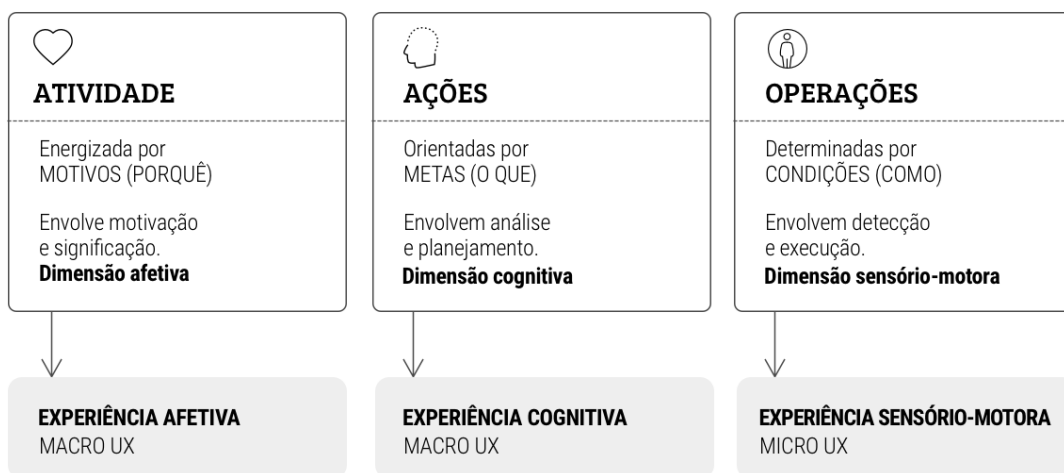 ATIVIDADE
Energizada por
MOTIVOS (PORQUÊ)
Envolve motivação
e significação.
Dimensão afetiva
EXPERIÊNCIA AFETIVA
MACRO UX
AÇÕES
Orientadas por
METAS (O QUE)
Envolvem análise
e planejamento.
Dimensão cognitiva
EXPERIÊNCIA COGNITIVA
MACRO UX
OPERAÇÕES
Determinadas por
CONDIÇÕES (COMO)
Envolvem detecção
e execução.
Dimensão sensório-motora
EXPERIÊNCIA SENSÓRIO-MOTORA
MICRO UX